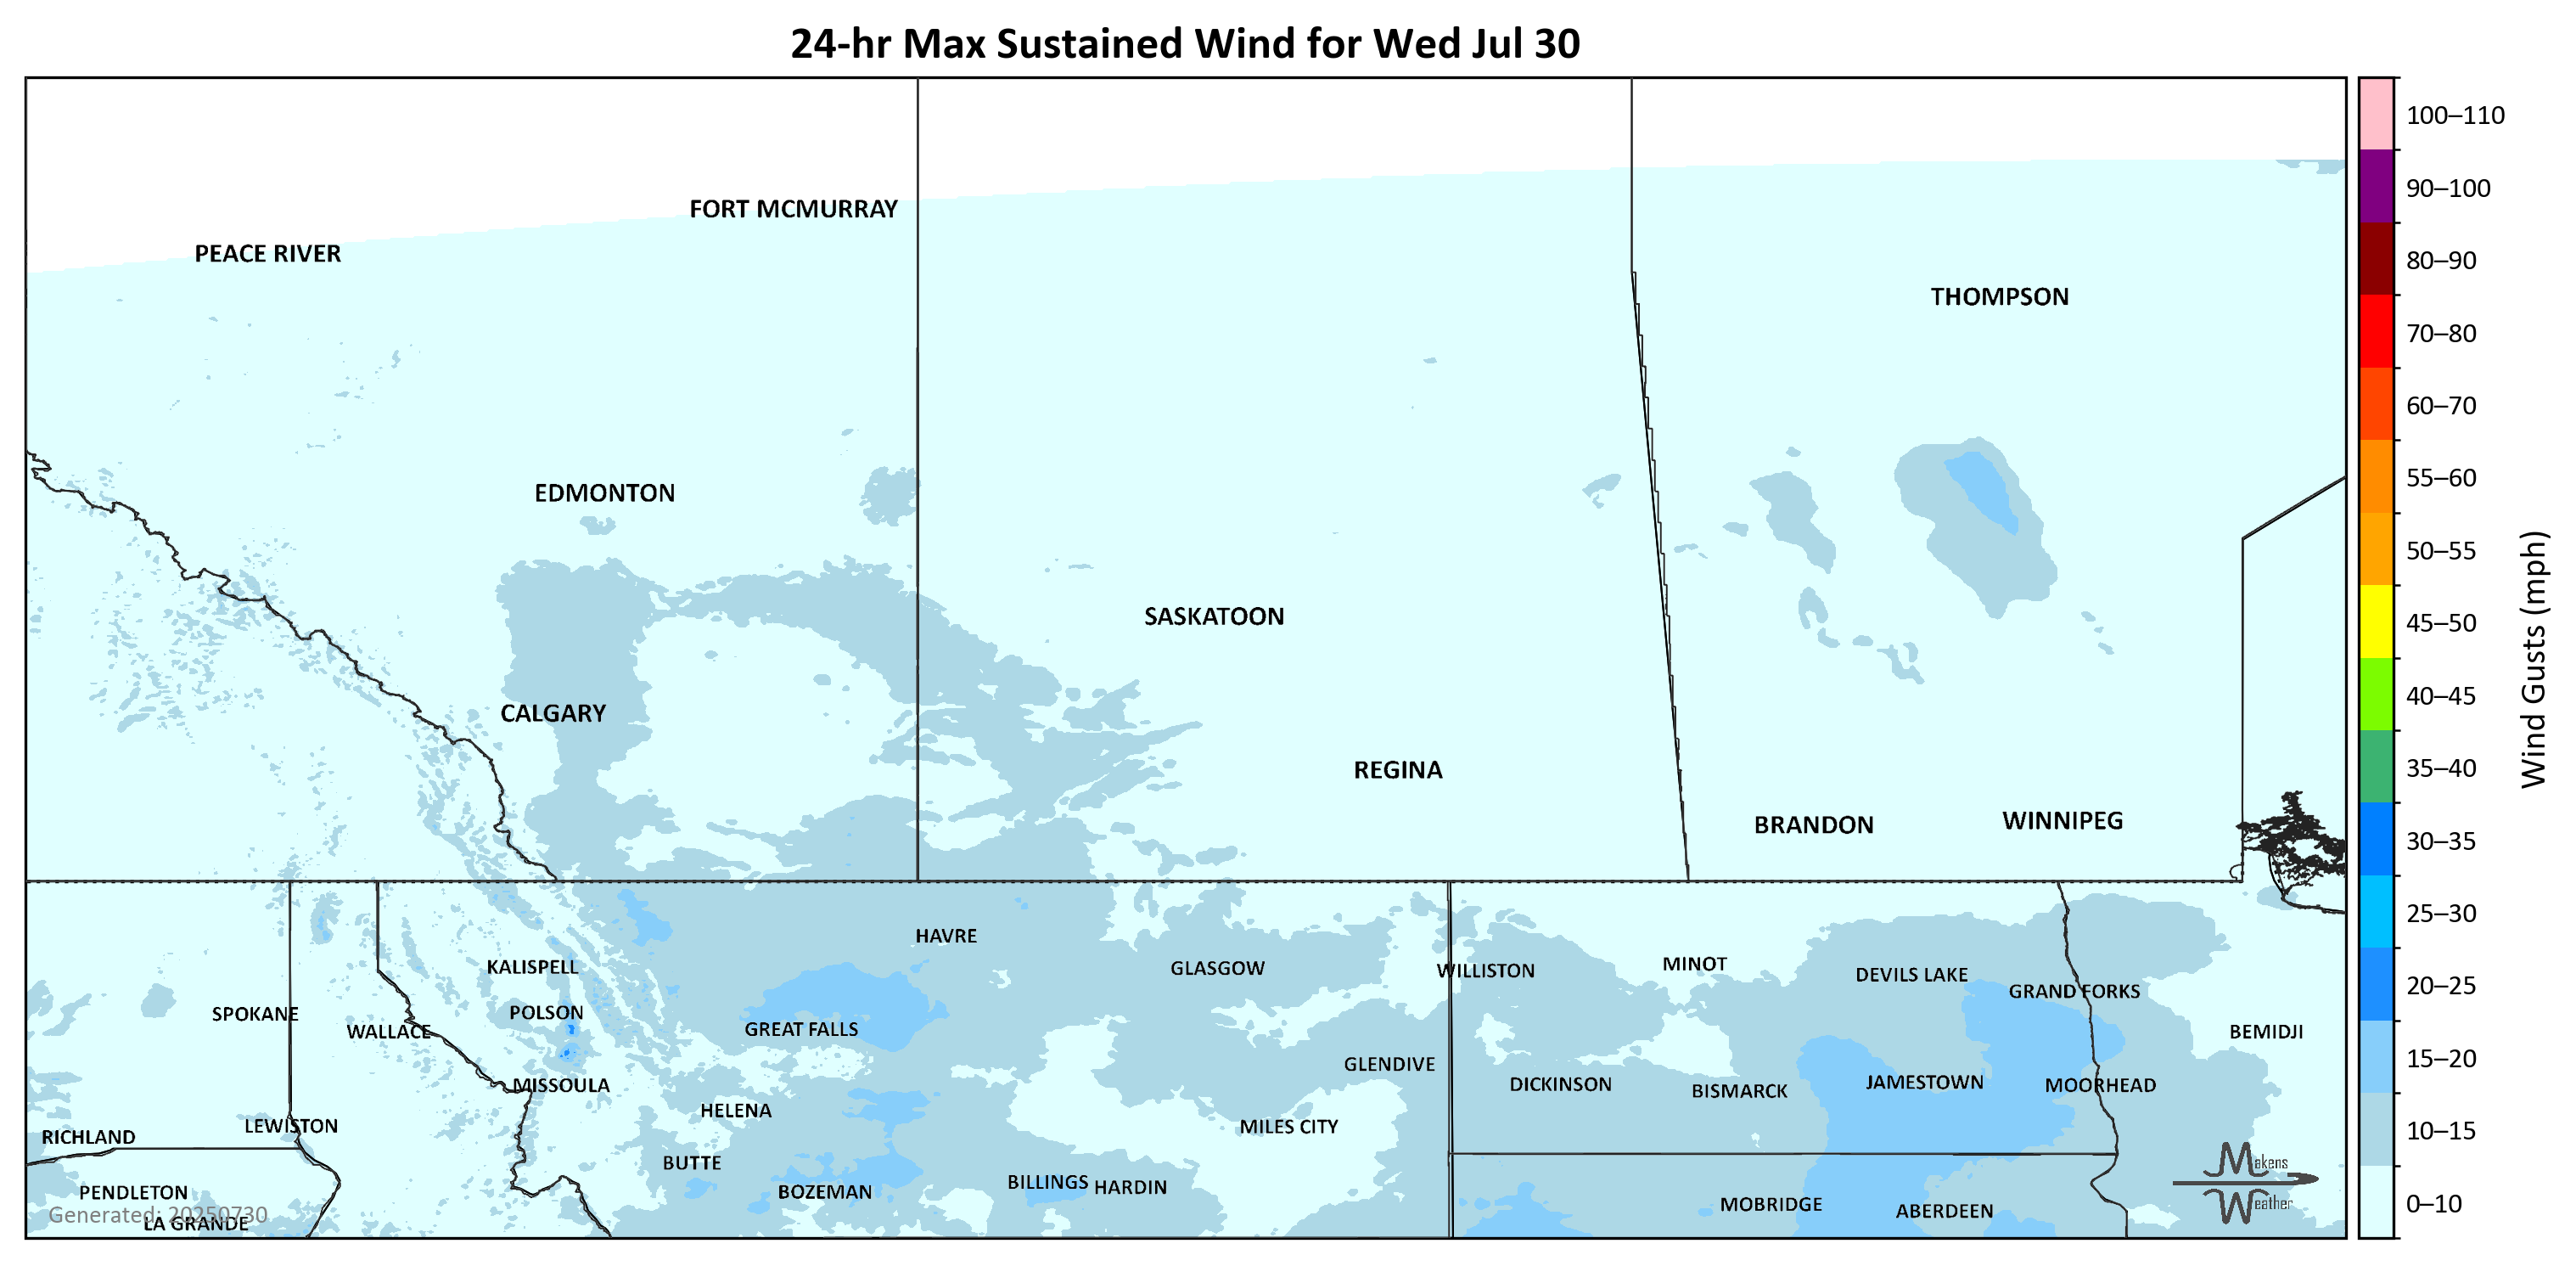 24-hr Max Sustained Wind for Wed Jul 30
100–110
90–100
80–90
70–80
60–70
55–60
50–55
45–50
40–45
35–40
30–35
25–30
20–25
15–20
10–15
0–10
Wind Gusts (mph)
FORT MCMURRAY
PEACE RIVER
THOMPSON
EDMONTON
SASKATOON
CALGARY
REGINA
BRANDON
WINNIPEG
HAVRE
KALISPELL
GLASGOW
WILLISTON
MINOT
DEVILS LAKE
GRAND FORKS
SPOKANE
POLSON
WALLACE
GREAT FALLS
BEMIDJI
GLENDIVE
MISSOULA
DICKINSON
BISMARCK
JAMESTOWN
MOORHEAD
HELENA
LEWISTON
MILES CITY
RICHLAND
BUTTE
PENDLETON
BOZEMAN
BILLINGS
HARDIN
MOBRIDGE
ABERDEEN
LA GRANDE
Generated: 20250730
Makens
Weather